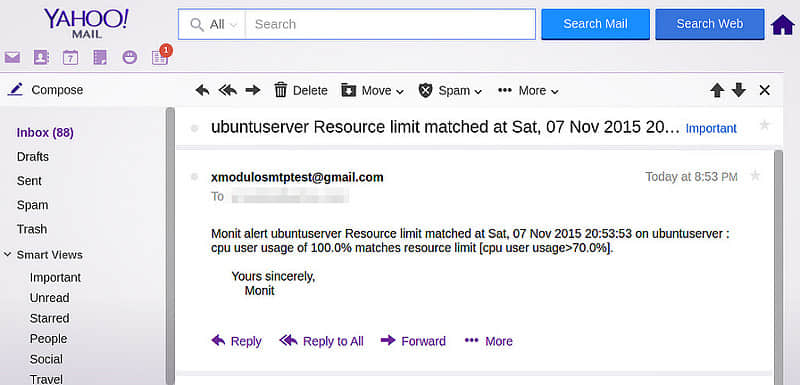 YAHOO!
MAIL
All
Search
Search Mail
Search Web
7
1
Compose
Delete
Move
Spam
More
Inbox (88)
Drafts
Sent
Spam
Trash
Smart Views
Important
Unread
Starred
People
Social
Travel
ubuntuserver Resource limit matched at Sat, 07 Nov 2015 20... Important
xmodulosmtptest@gmail.com Today at 8:53 PM
To
Monit alert ubuntuserver Resource limit matched at Sat, 07 Nov 2015 20:53:53 on ubuntuserver :
cpu user usage of 100.0% matches resource limit [cpu user usage>70.0%].
Yours sincerely,
Monit
Reply
Reply to All
Forward
More